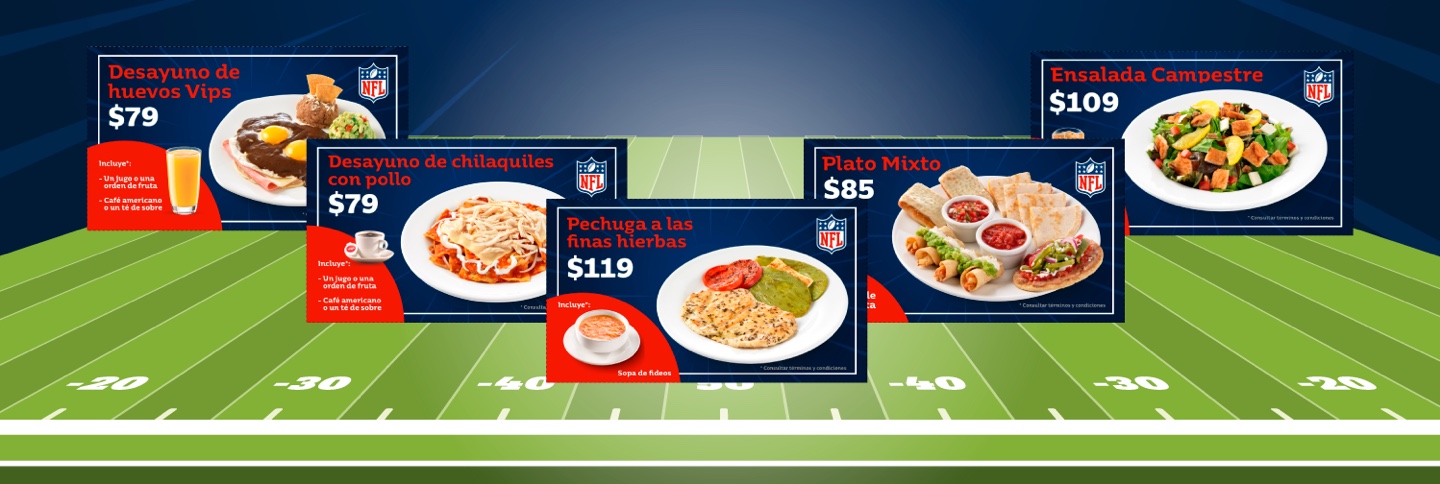 Desayuno de
huevos Vips
$79
NFL
Incluye*:
- Un jugo o una
orden de fruta
- Café americano
o un té de sobre
Desayuno de chilaquiles
con pollo
$79
NFL
Incluye*:
- Un jugo o una
orden de fruta
- Café americano
o un té de sobre
Pechuga a las
finas hierbas
$119
NFL
Incluye*:
Sopa de fideos
* Consultar términos y condiciones
Plato Mixto
$85
NFL
* Consultar términos y condiciones
Ensalada Campestre
$109
NFL
* Consultar términos y condiciones
-20 -30 -40 50 -40 -30 -20